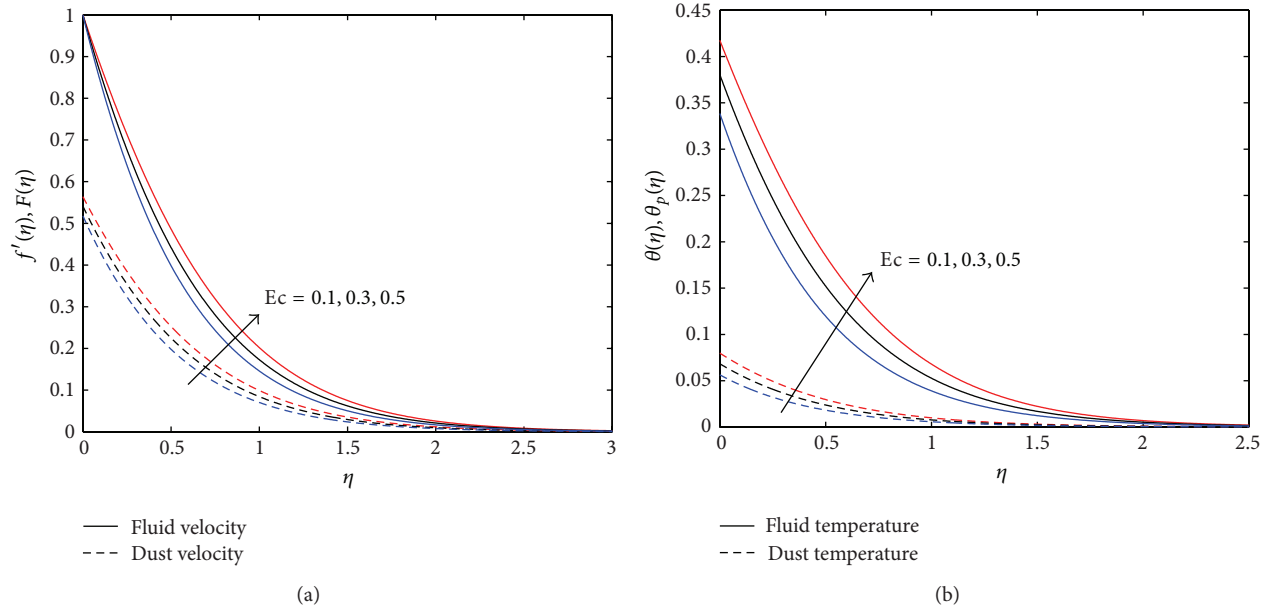 1
0.9
0.8
0.7
0.6
0.5
0.4
0.3
0.2
0.1
0
f′(η), F(η)
Ec = 0.1, 0.3, 0.5
0 0.5 1 1.5 2 2.5 3
η
Fluid velocity
Dust velocity
(a)
0.45
0.4
0.35
0.3
0.25
0.2
0.15
0.1
0.05
0
θ(η), θp(η)
Ec = 0.1, 0.3, 0.5
0 0.5 1 1.5 2 2.5
η
Fluid temperature
Dust temperature
(b)